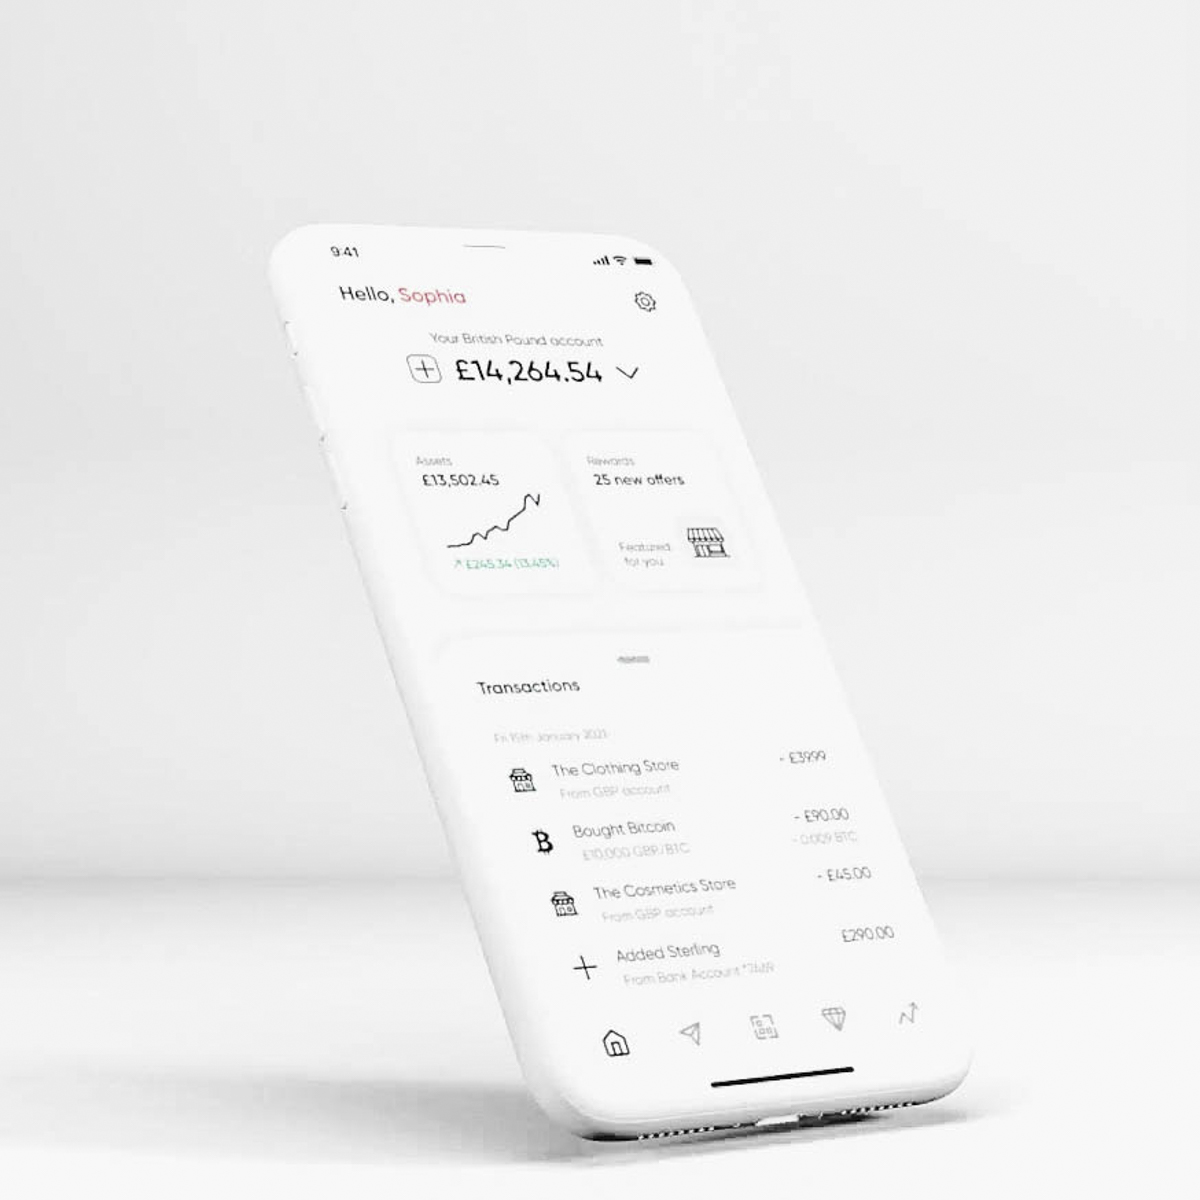 9:41
Hello, Sophia
Your British Pound account
£14,264.54
Assets
£13,502.45
£245.34 (13.45%)
Rewards
25 new offers
Featured
for you
Transactions
Fri 15th January 2021
The Clothing Store
- £39.99
From GBP account
Bought Bitcoin
- £90.00
£10,000 GBP/BTC
- 0.009 BTC
The Cosmetics Store
- £45.00
From GBP account
Added Sterling
£290.00
From Bank Account